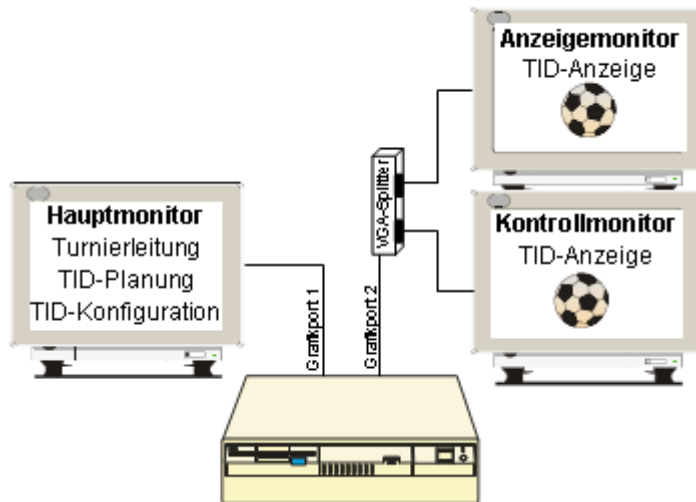 Anzeigemonitor
TID-Anzeige
Hauptmonitor
Turnierleitung
TID-Planung
TID-Konfiguration
VGA-Splitter
Kontrollmonitor
TID-Anzeige
Grafikport 1
Grafikport 2